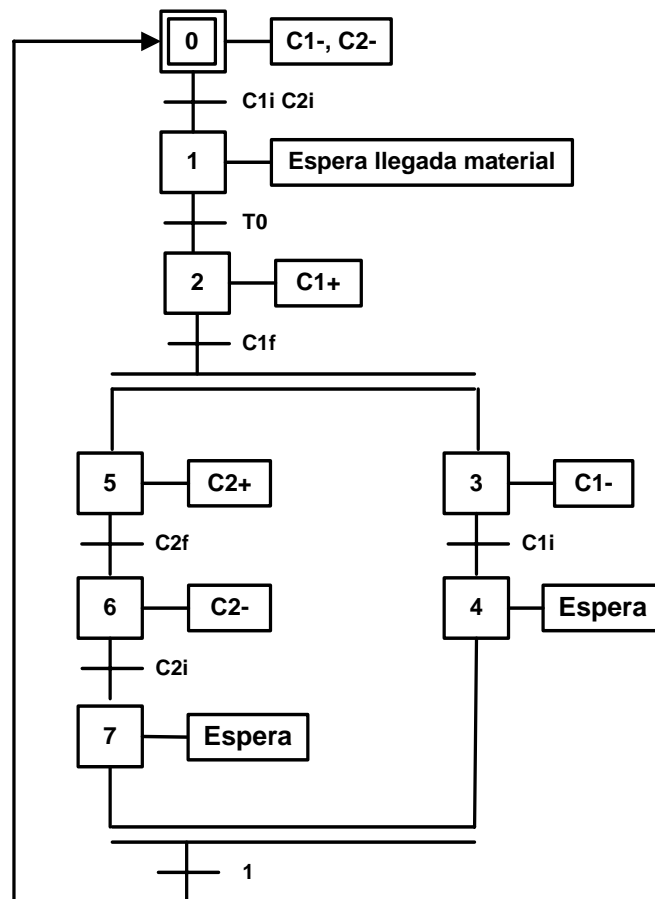 0 C1-, C2-
C1i C2i
1 Espera llegada material
T0
2 C1+
C1f
5 C2+ 3 C1-
C2f C1i
6 C2- 4 Espera
C2i
7 Espera
1